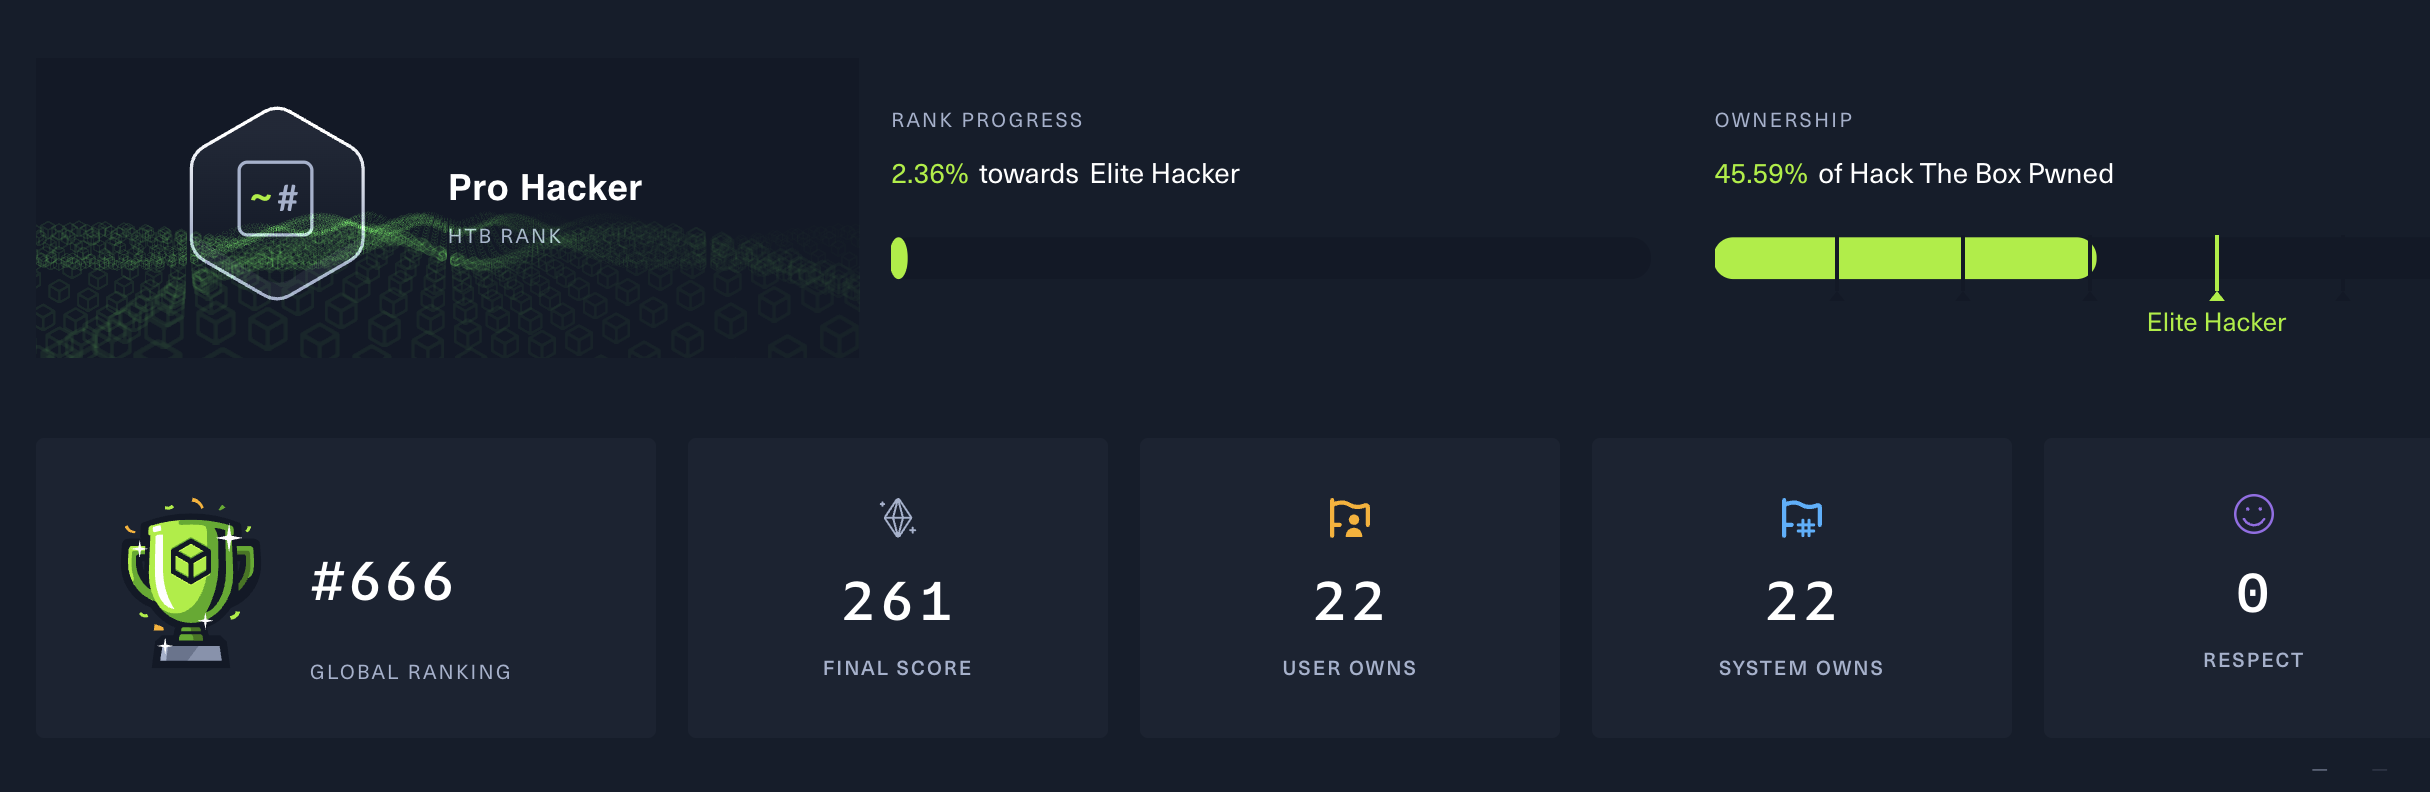 ~#
Pro Hacker
HTB RANK
RANK PROGRESS
2.36% towards Elite Hacker
OWNERSHIP
45.59% of Hack The Box Pwned
Elite Hacker
#666
GLOBAL RANKING
261
FINAL SCORE
22
USER OWNS
22
SYSTEM OWNS
0
RESPECT